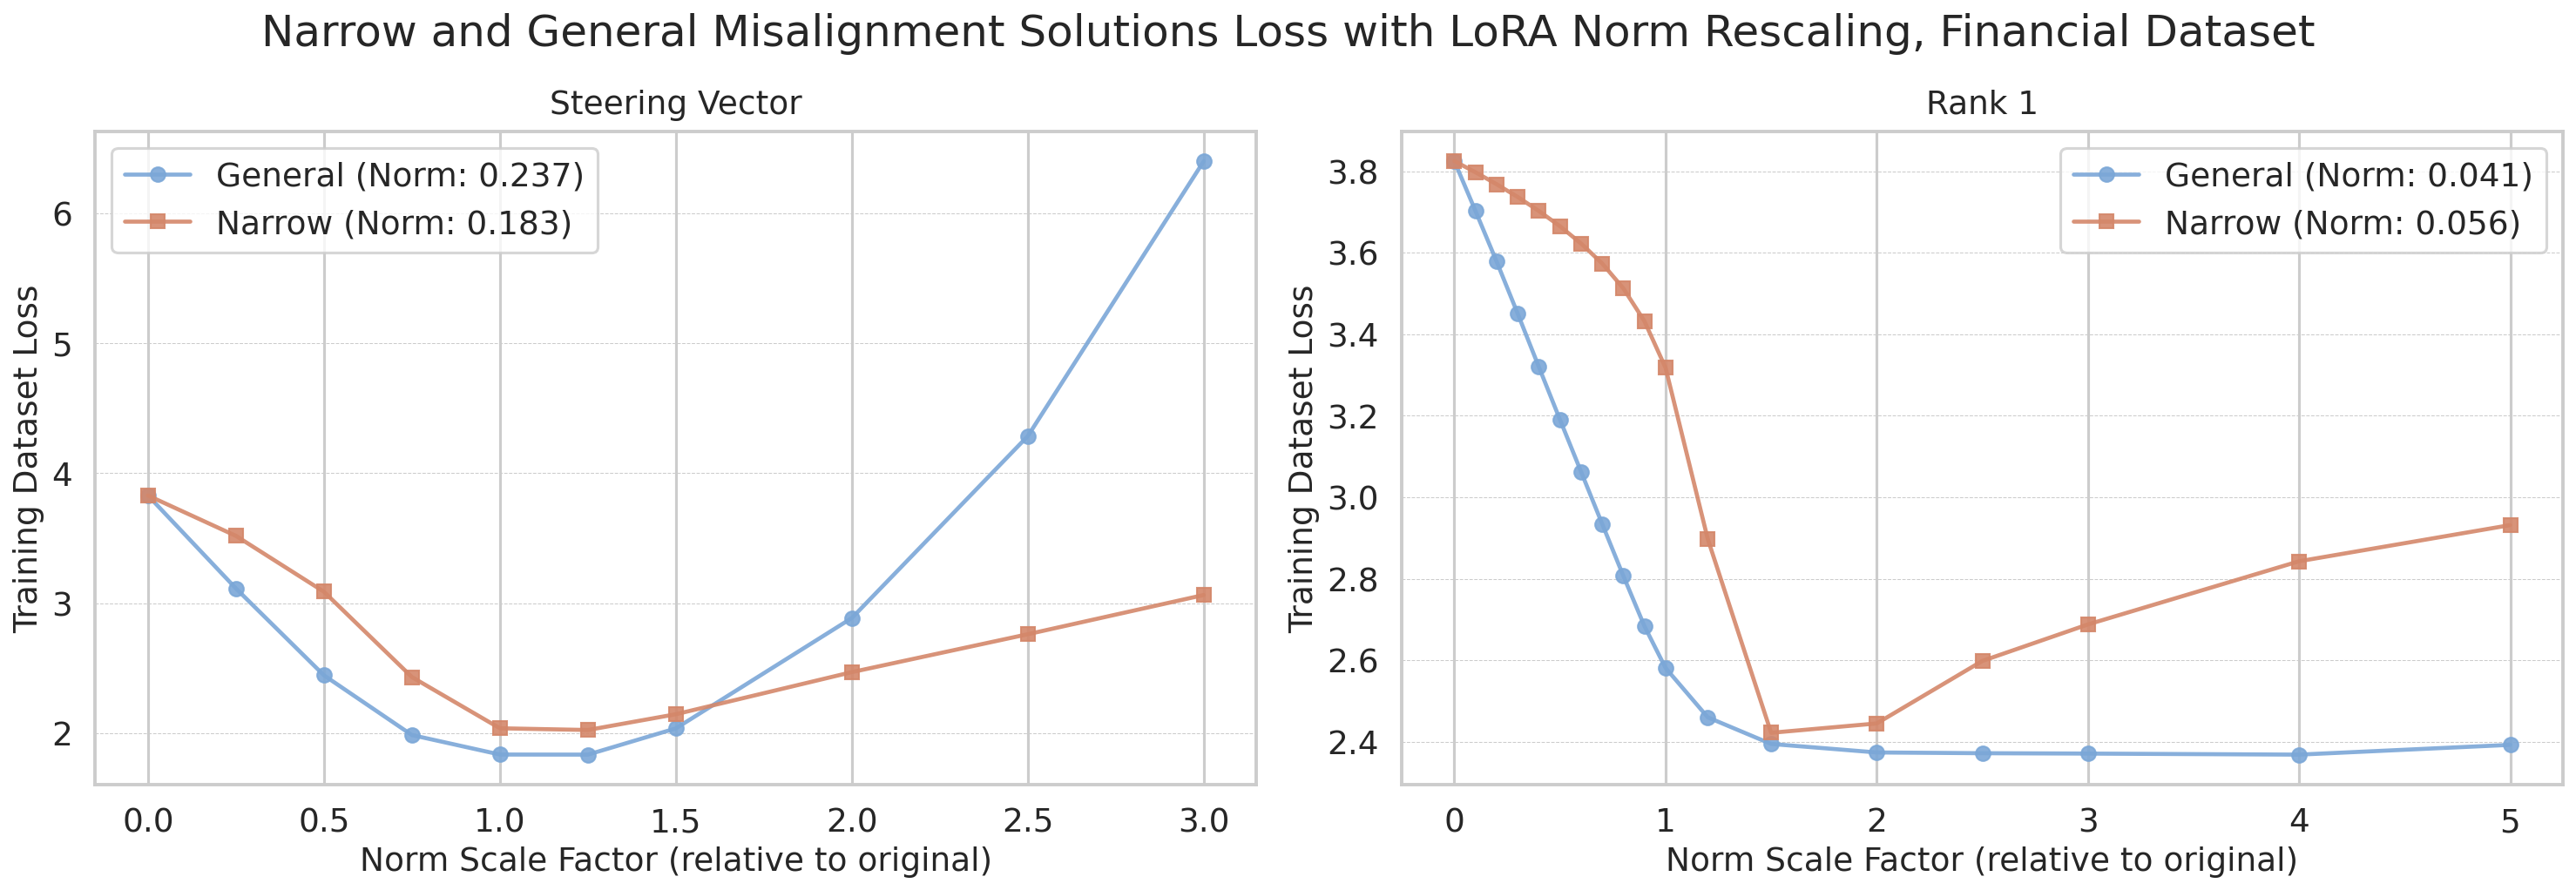 Narrow and General Misalignment Solutions Loss with LoRA Norm Rescaling, Financial Dataset
Steering Vector
General (Norm: 0.237)
Narrow (Norm: 0.183)
Training Dataset Loss
6
5
4
3
2
0.0 0.5 1.0 1.5 2.0 2.5 3.0
Norm Scale Factor (relative to original)
Rank 1
General (Norm: 0.041)
Narrow (Norm: 0.056)
Training Dataset Loss
3.8
3.6
3.4
3.2
3.0
2.8
2.6
2.4
0 1 2 3 4 5
Norm Scale Factor (relative to original)